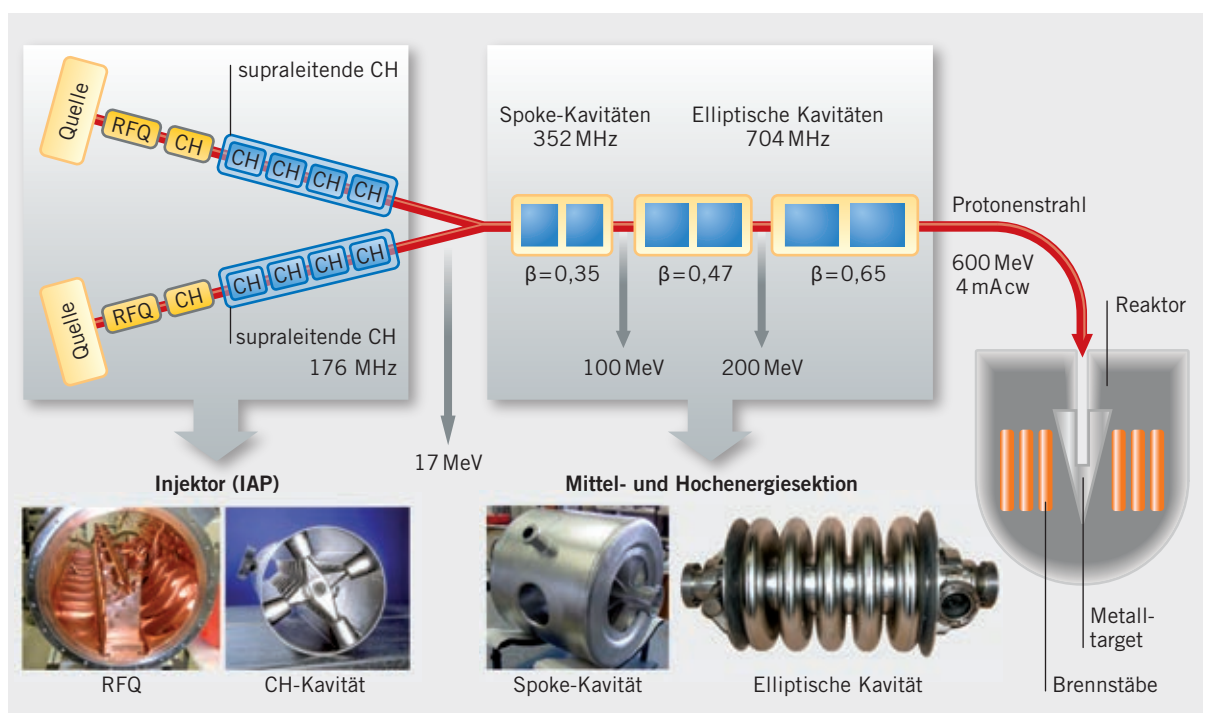 supraleitende CH
Quelle
RFQ
CH
CH
CH
CH
CH
Quelle
RFQ
CH
CH
CH
CH
CH
supraleitende CH
176 MHz
17 MeV
Spoke-Kavitäten
352 MHz
Elliptische Kavitäten
704 MHz
β=0,35
β=0,47
β=0,65
100 MeV
200 MeV
Protonenstrahl
600 MeV
4 mA cw
Reaktor
Injektor (IAP)
Mittel- und Hochenergiesektion
RFQ
CH-Kavität
Spoke-Kavität
Elliptische Kavität
Metall-
target
Brennstäbe